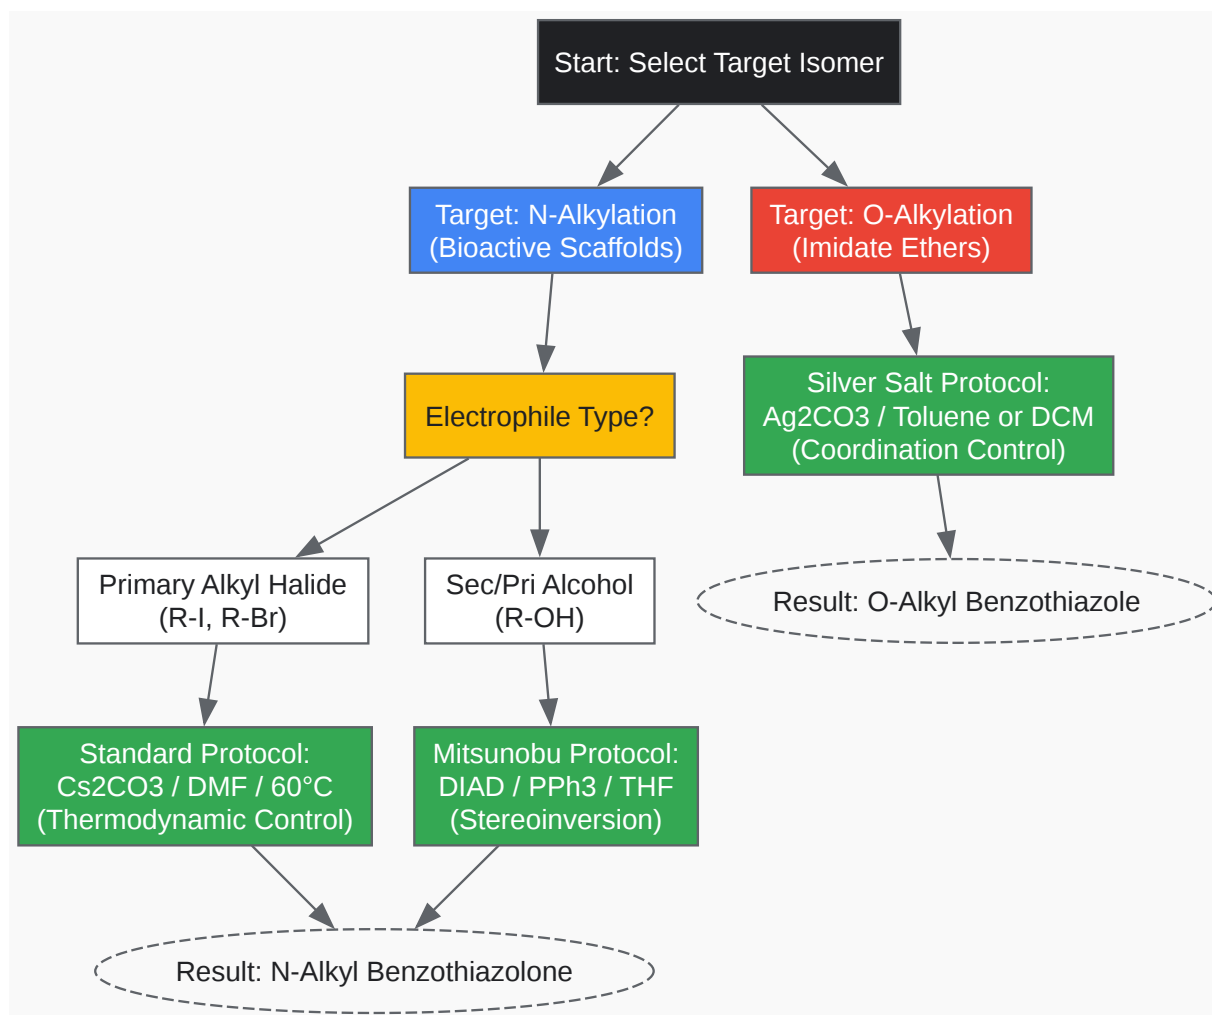 Start: Select Target Isomer
Target: N-Alkylation
(Bioactive Scaffolds)
Target: O-Alkylation
(Imidate Ethers)
Electrophile Type?
Silver Salt Protocol:
Ag2CO3 / Toluene or DCM
(Coordination Control)
Primary Alkyl Halide
(R-I, R-Br)
Sec/Pri Alcohol
(R-OH)
Result: O-Alkyl Benzothiazole
Standard Protocol:
Cs2CO3 / DMF / 60°C
(Thermodynamic Control)
Mitsunobu Protocol:
DIAD / PPh3 / THF
(Stereoinversion)
Result: N-Alkyl Benzothiazolone